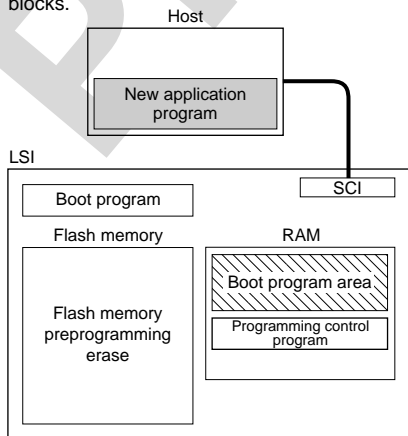 blocks.
Host
New application
program
LSI
SCI
Boot program
Flash memory
RAM
Boot program area
Flash memory
preprogramming
erase
Programming control
program